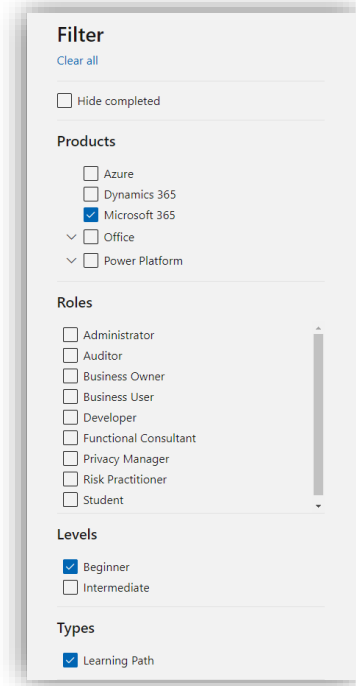 Filter
Clear all
Hide completed
Products
Azure
Dynamics 365
Microsoft 365
Office
Power Platform
Roles
Administrator
Auditor
Business Owner
Business User
Developer
Functional Consultant
Privacy Manager
Risk Practitioner
Student
Levels
Beginner
Intermediate
Types
Learning Path